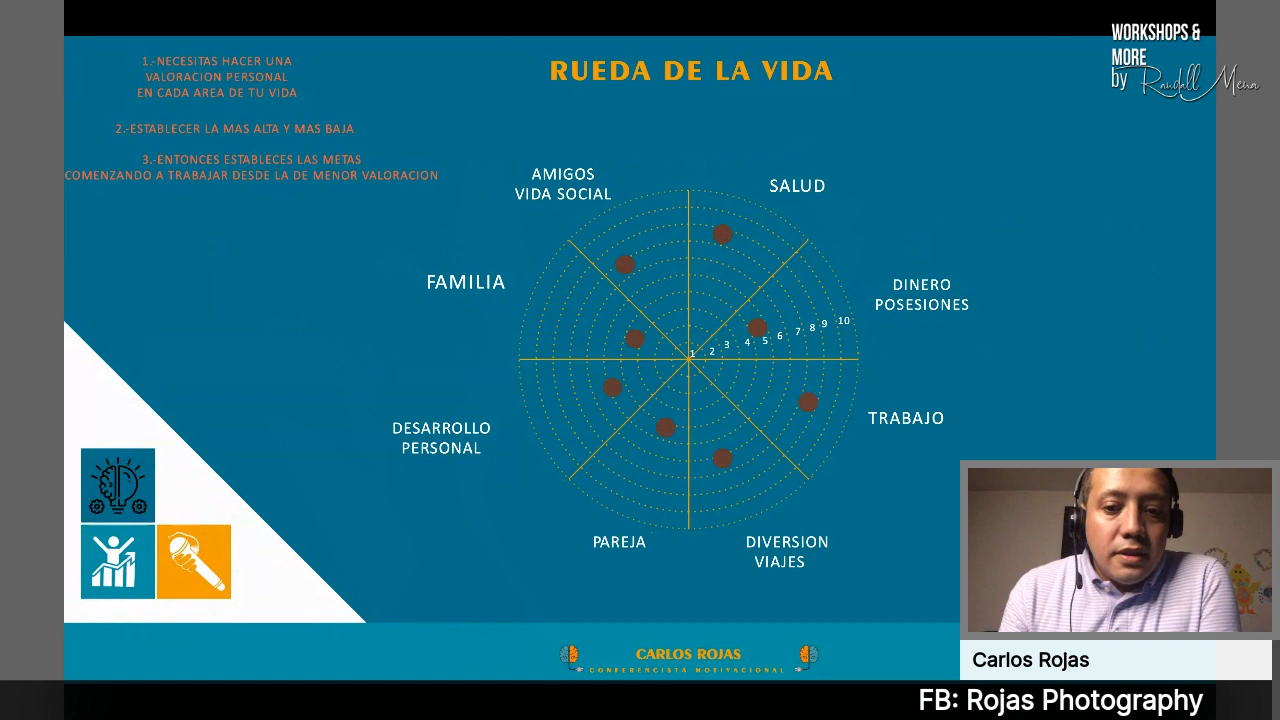 WORKSHOPS &
MORE
by Randall Mena
1.-NECESITAS HACER UNA
VALORACION PERSONAL
EN CADA AREA DE TU VIDA
2.-ESTABLECER LA MAS ALTA Y MAS BAJA
3.-ENTONCES ESTABLECES LAS METAS
COMENZANDO A TRABAJAR DESDE LA DE MENOR VALORACION
RUEDA DE LA VIDA
AMIGOS
VIDA SOCIAL
SALUD
FAMILIA
DINERO
POSESIONES
1 2 3 4 5 6 7 8 9 10
TRABAJO
DESARROLLO
PERSONAL
PAREJA
DIVERSION
VIAJES
CARLOS ROJAS
CONFERENCISTA MOTIVACIONAL
Carlos Rojas
FB: Rojas Photography